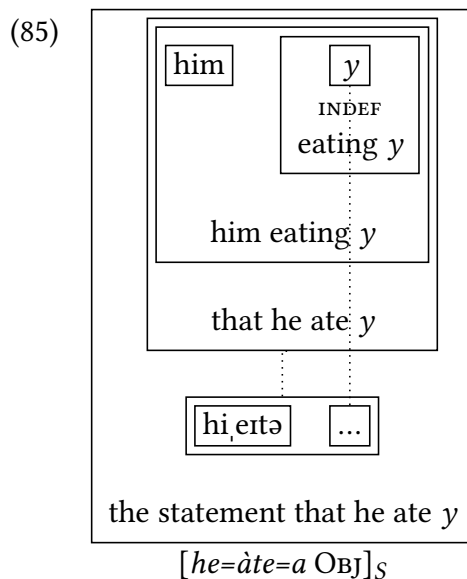 (85)
him y
INDEF
eating y
him eating y
that he ate y
hiˌeɪtə ...
the statement that he ate y
[he=àte=a OBJ]S